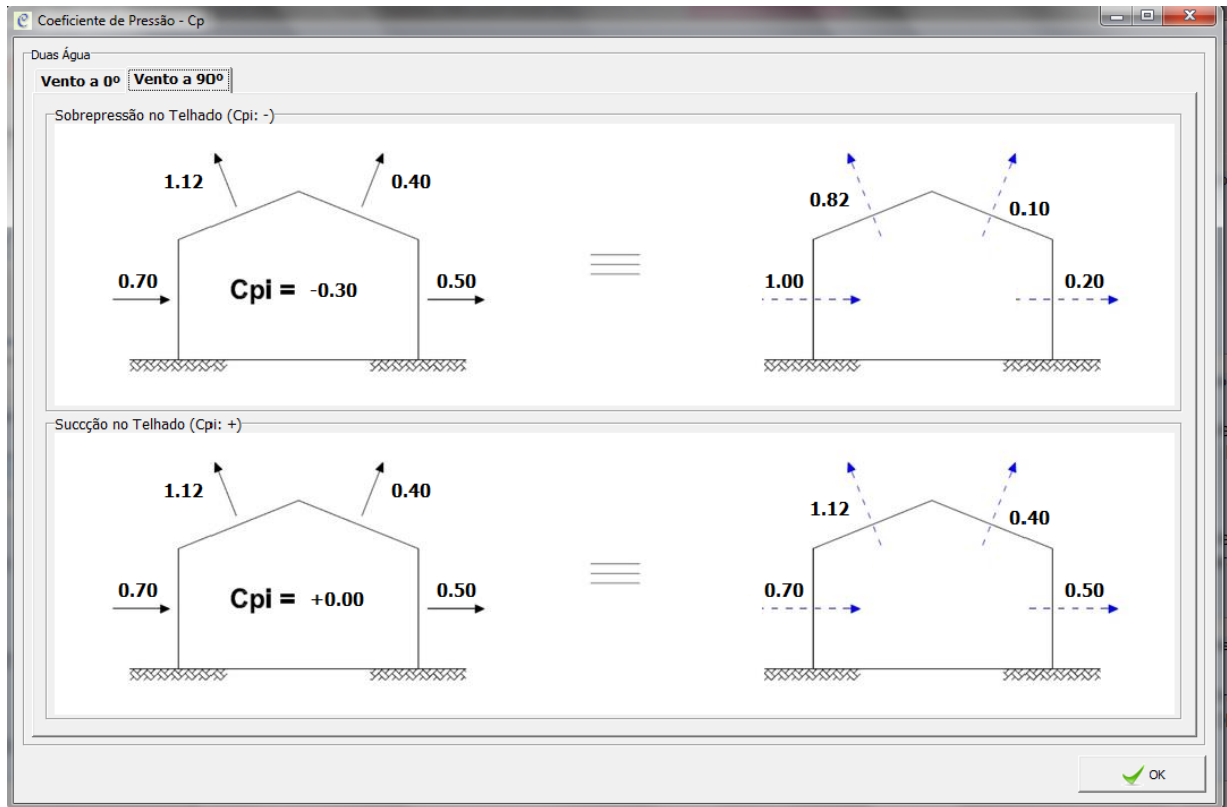 Coeficiente de Pressão - Cp
Duas Água
Vento a 0º Vento a 90º
Sobrepressão no Telhado (Cpi: -)
1.12 0.40
0.70 Cpi = -0.30 0.50
0.82 0.10
1.00 0.20
Succção no Telhado (Cpi: +)
1.12 0.40
0.70 Cpi = +0.00 0.50
1.12 0.40
0.70 0.50
OK